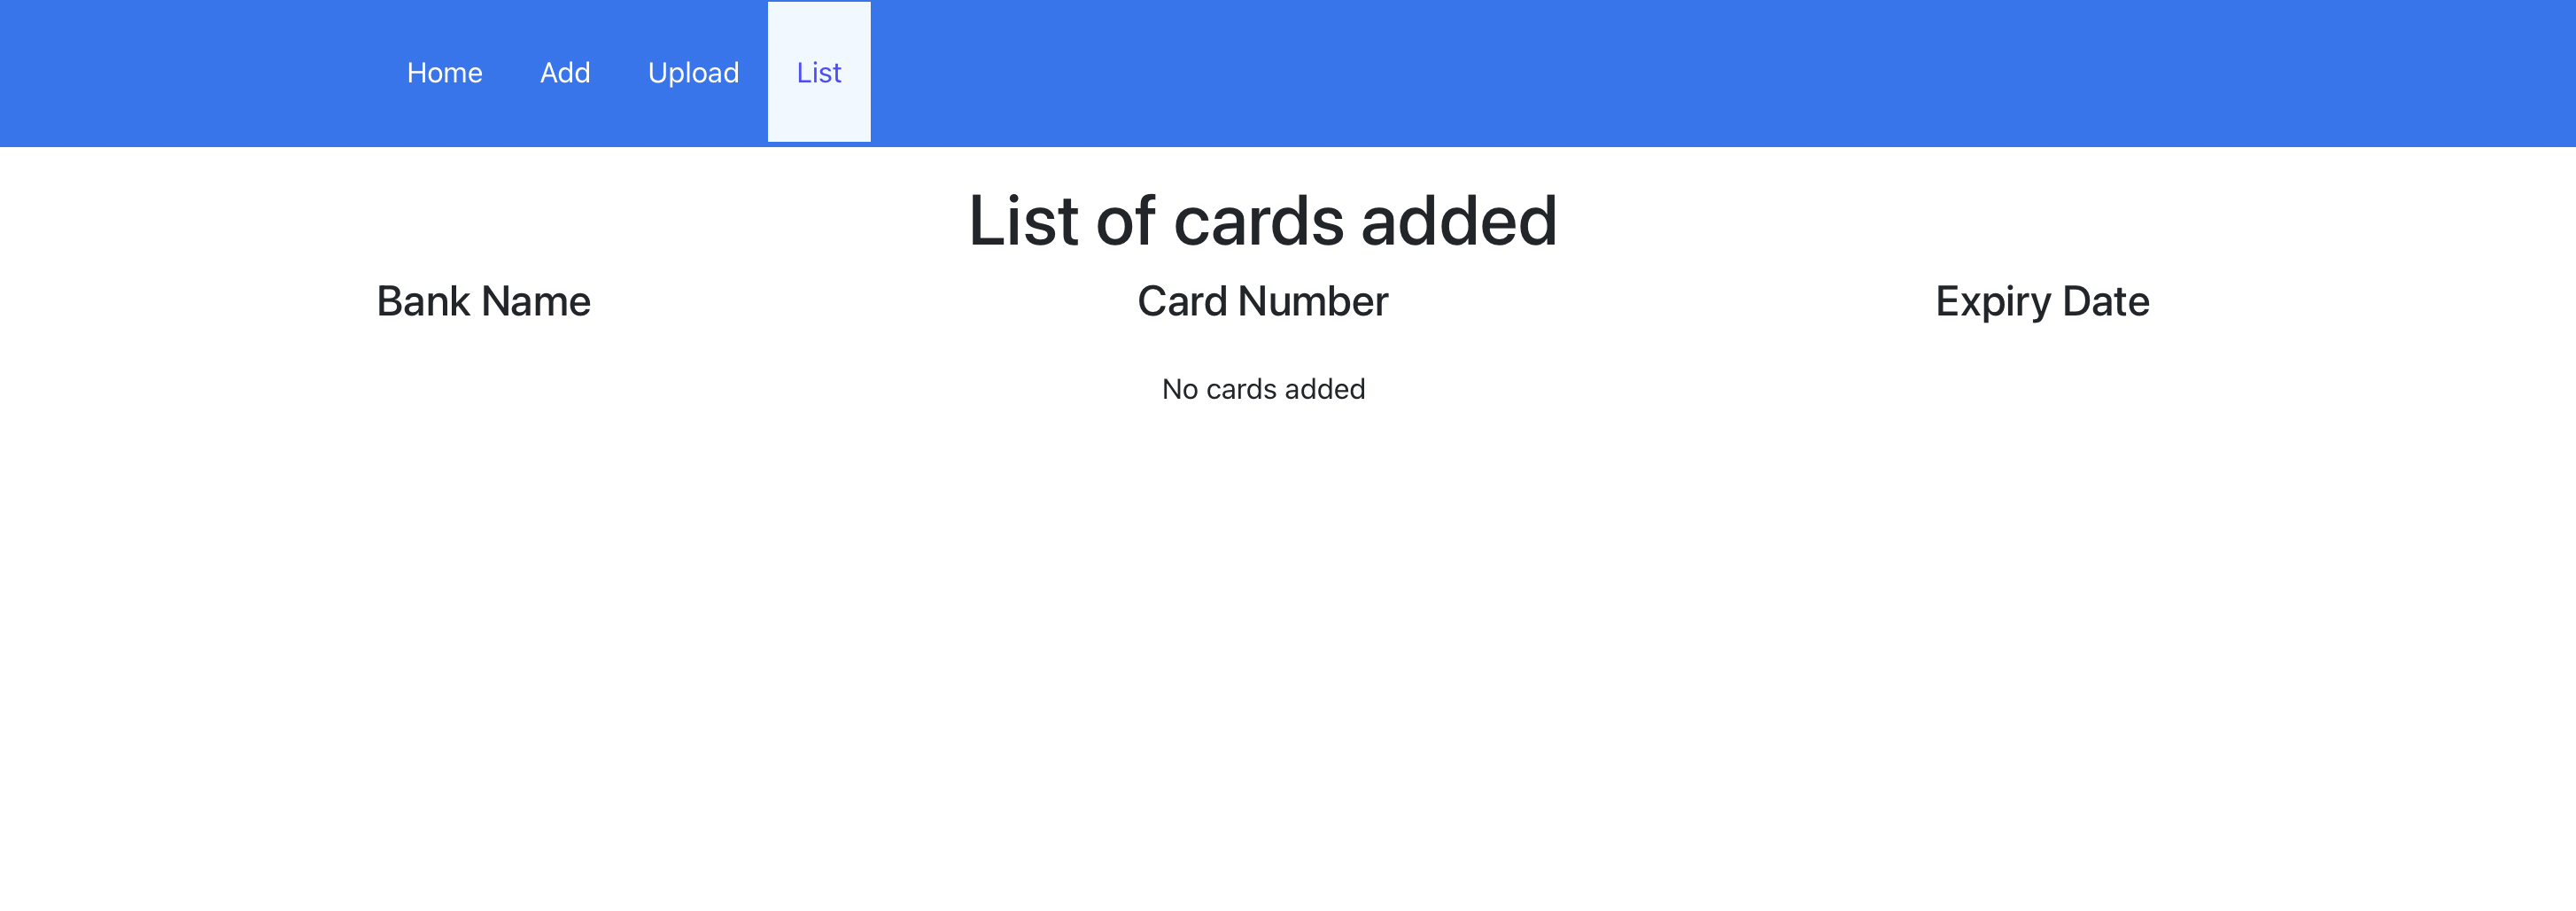 Home Add Upload List
List of cards added
Bank Name Card Number Expiry Date
No cards added